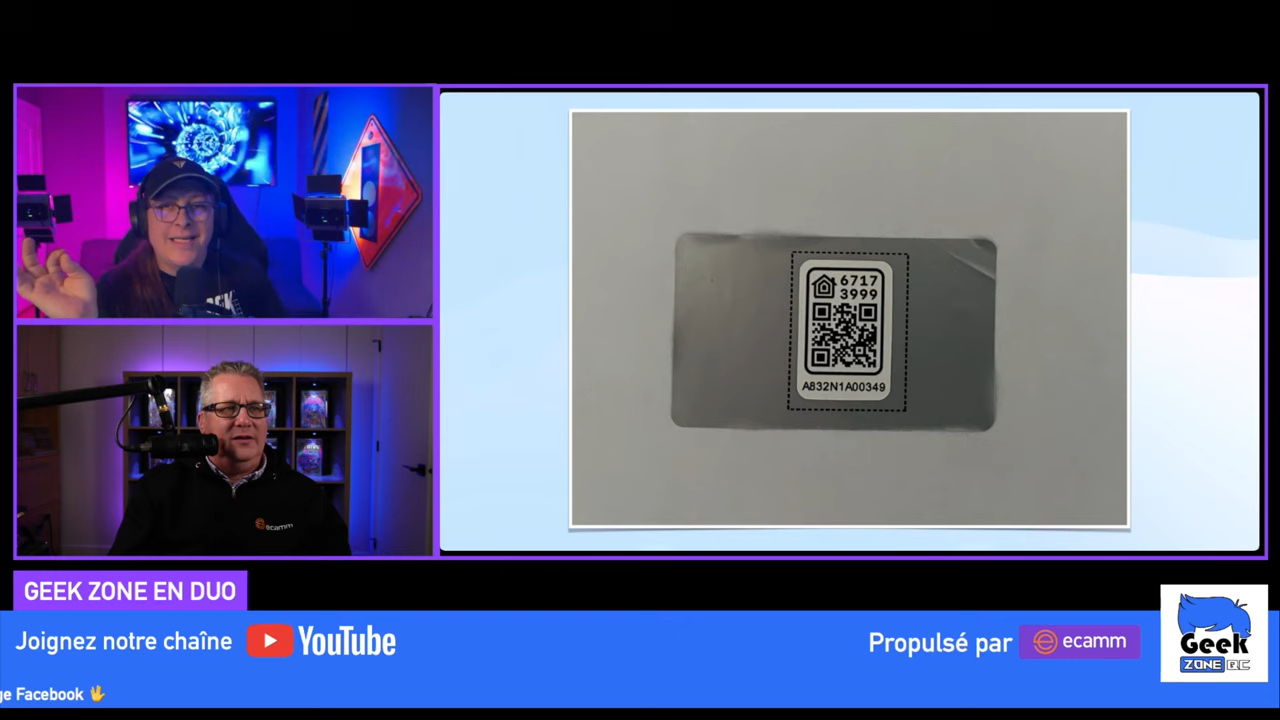 6717
3999
A832N1A00349
ecamm
GEEK ZONE EN DUO
Joignez notre chaîne YouTube
Propulsé par ecamm
Geek
ZONE QC
ge Facebook 🖖